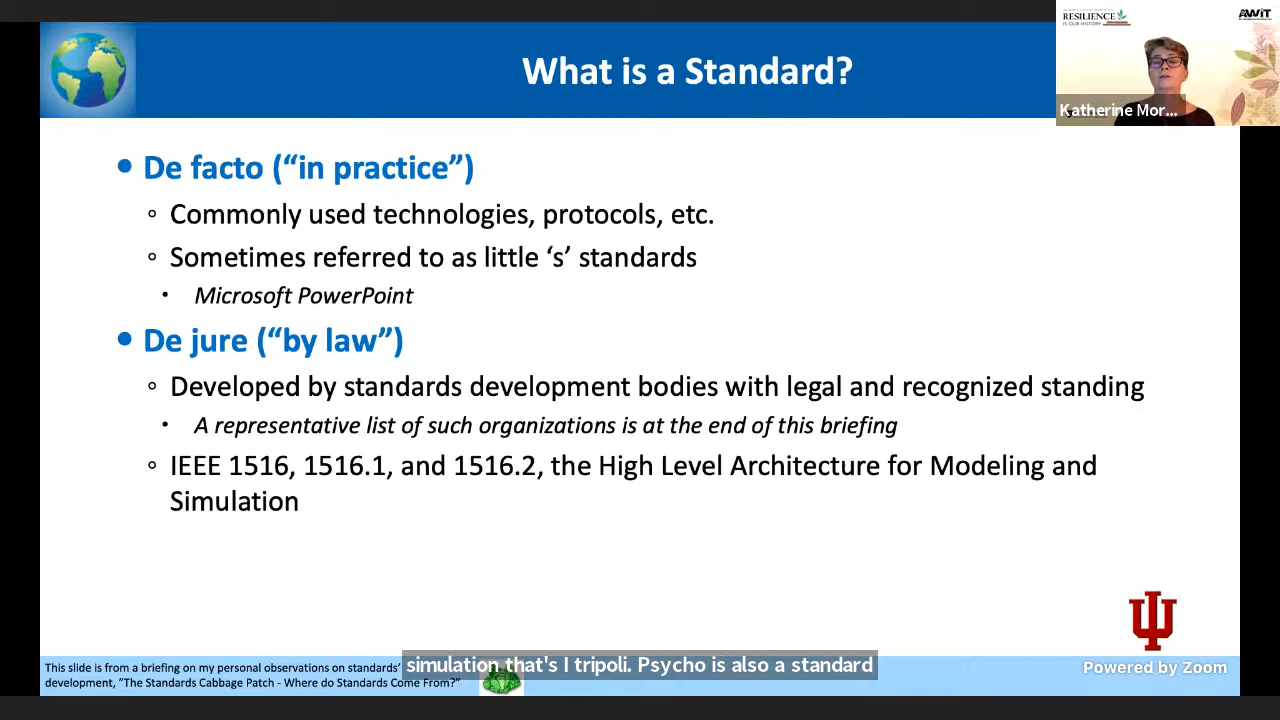 What is a Standard?
RESILIENCE
IS OUR HISTORY
AWIT
Katherine Mor...
• De facto (“in practice”)
◦ Commonly used technologies, protocols, etc.
◦ Sometimes referred to as little ‘s’ standards
• Microsoft PowerPoint
• De jure (“by law”)
◦ Developed by standards development bodies with legal and recognized standing
• A representative list of such organizations is at the end of this briefing
◦ IEEE 1516, 1516.1, and 1516.2, the High Level Architecture for Modeling and
Simulation
This slide is from a briefing on my personal observations on standards’
development, ”The Standards Cabbage Patch - Where do Standards Come From?”
simulation that's I tripoli. Psycho is also a standard
Powered by Zoom